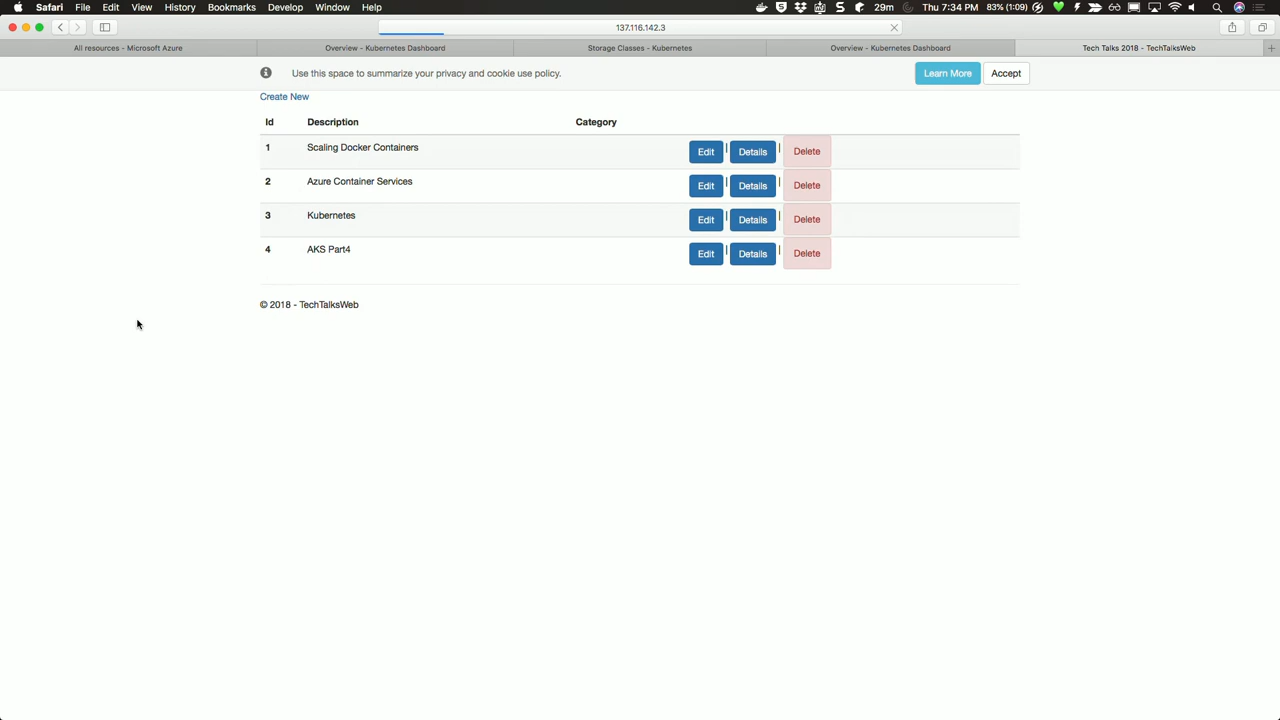 Safari File Edit View History Bookmarks Develop Window Help 29m Thu 7:34 PM 83% (1:09)
137.116.142.3
All resources - Microsoft Azure Overview - Kubernetes Dashboard Storage Classes - Kubernetes Overview - Kubernetes Dashboard Tech Talks 2018 - TechTalksWeb
Use this space to summarize your privacy and cookie use policy. Learn More Accept
Create New
Id Description Category
1 Scaling Docker Containers Edit | Details | Delete
2 Azure Container Services Edit | Details | Delete
3 Kubernetes Edit | Details | Delete
4 AKS Part4 Edit | Details | Delete
© 2018 - TechTalksWeb